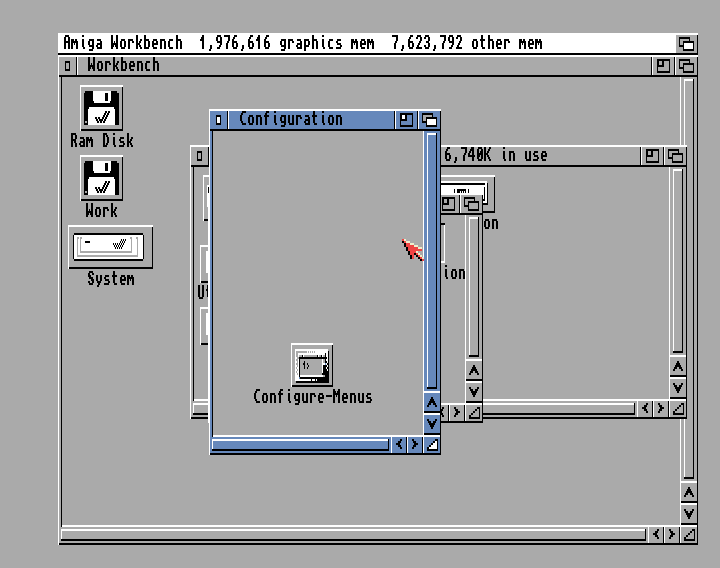 Amiga Workbench 1,976,616 graphics mem 7,623,792 other mem
Workbench
Configuration
6,740K in use
Ram Disk
Work
System
on
ion
Configure-Menus